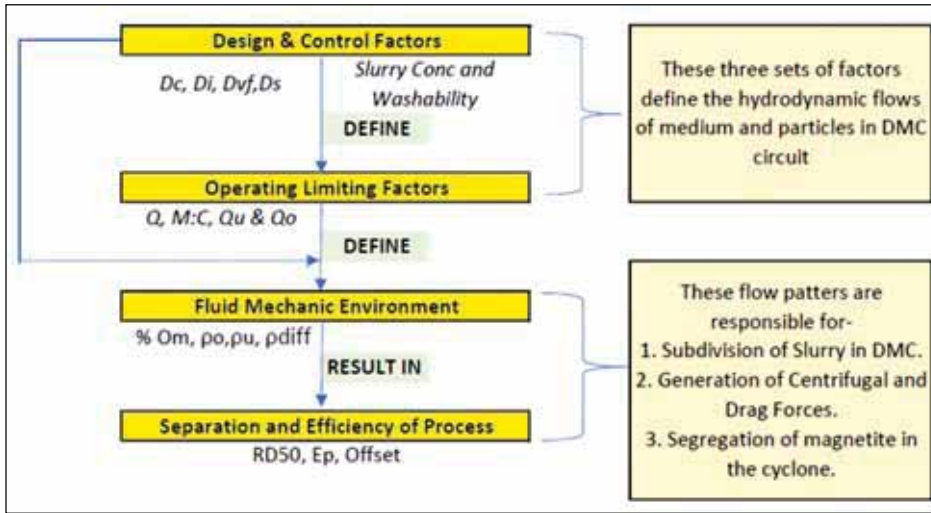 Design & Control Factors
Dc, Di, Dvf,Ds
Slurry Conc and
Washability
DEFINE
Operating Limiting Factors
Q, M:C, Qu & Qo
DEFINE
Fluid Mechanic Environment
% Om, ρo,ρu, ρdiff
RESULT IN
Separation and Efficiency of Process
RD50, Ep, Offset
These three sets of factors
define the hydrodynamic flows
of medium and particles in DMC
circuit
These flow patters are
responsible for-
1. Subdivision of Slurry in DMC.
2. Generation of Centrifugal and
Drag Forces.
3. Segregation of magnetite in
the cyclone.